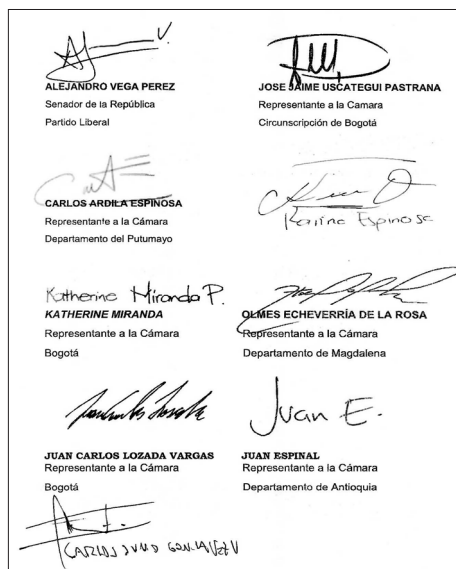 ALEJANDRO VEGA PEREZ
Senador de la República
Partido Liberal
JOSE JAIME USCATEGUI PASTRANA
Representante a la Camara
Circunscripción de Bogotá
CARLOS ARDILA ESPINOSA
Representante a la Cámara
Departamento del Putumayo
Karina Espinosa
Katherine Miranda P.
KATHERINE MIRANDA
Representante a la Cámara
Bogotá
OLMES ECHEVERRÍA DE LA ROSA
Representante a la Cámara
Departamento de Magdalena
JUAN CARLOS LOZADA VARGAS
Representante a la Cámara
Bogotá
Juan E.
JUAN ESPINAL
Representante a la Cámara
Departamento de Antioquia
CARLOS